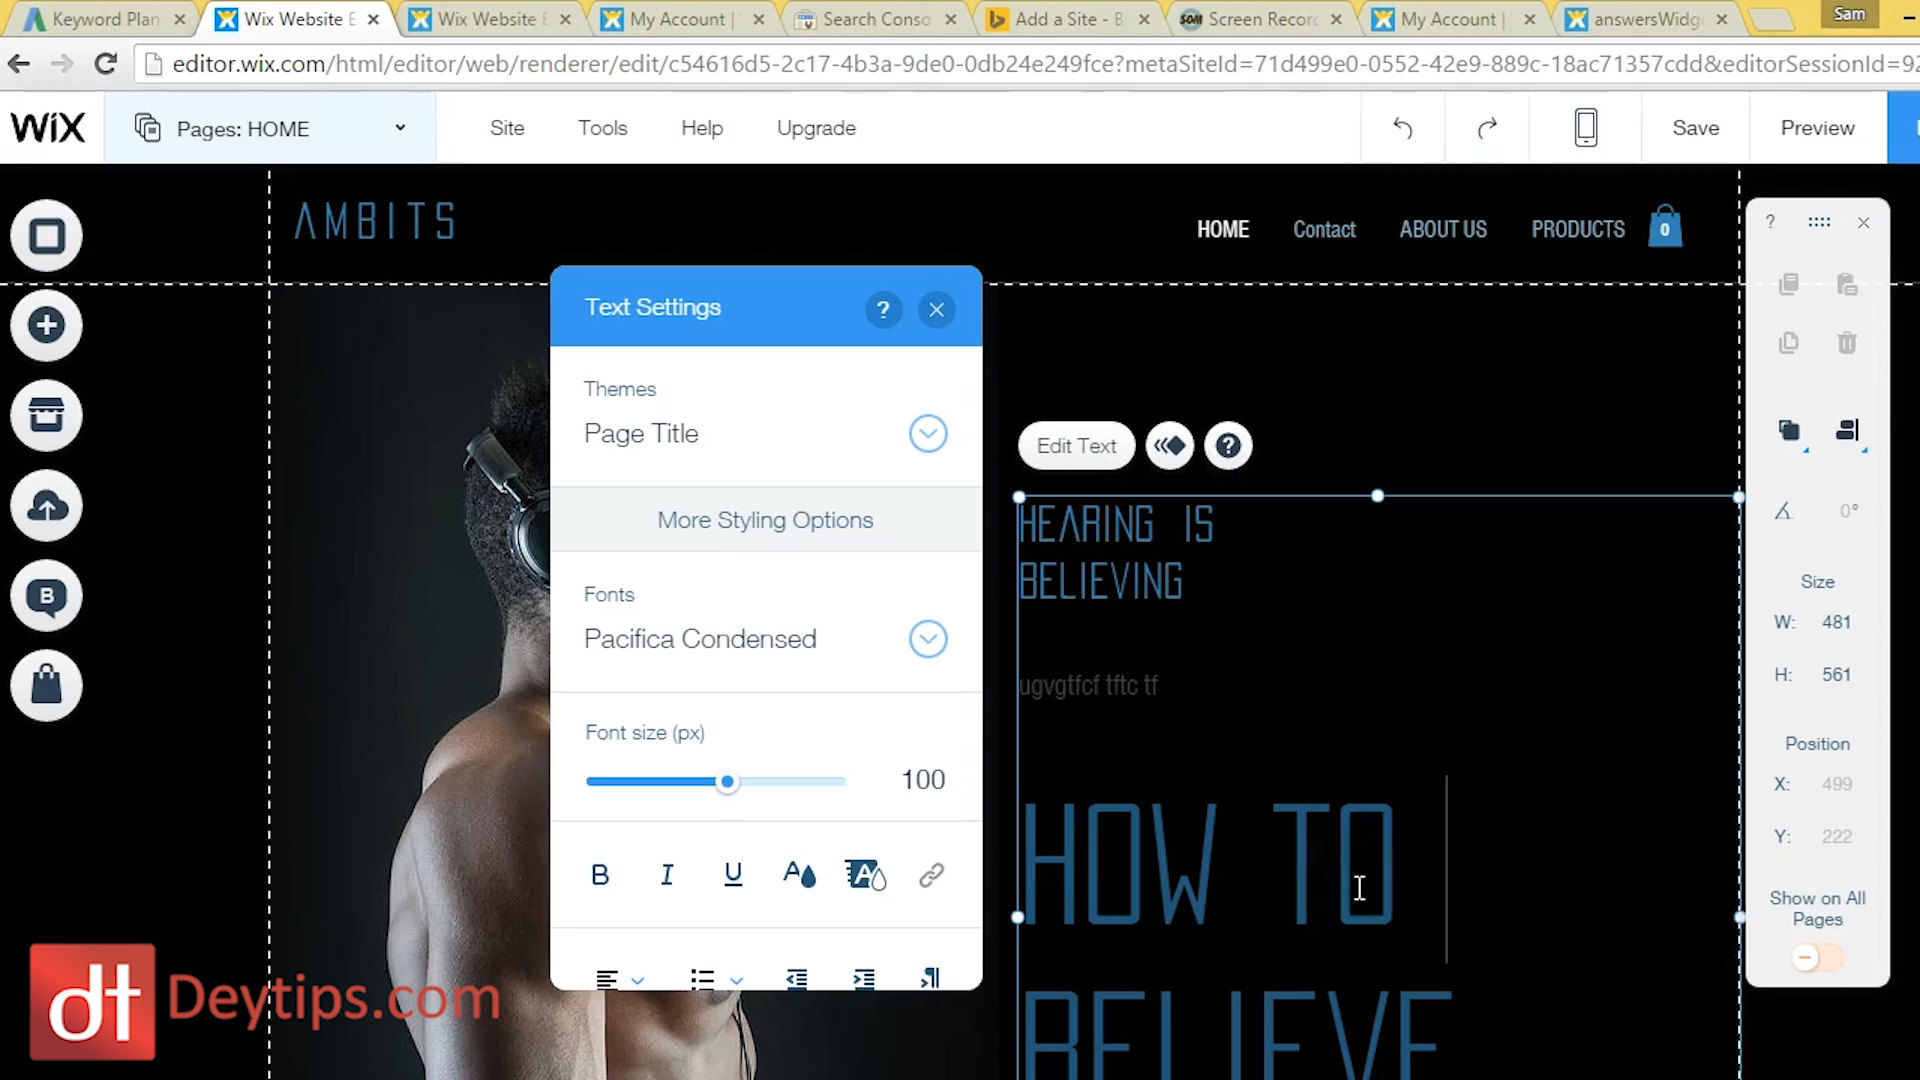 Keyword Plan
Wix Website E
Wix Website E
My Account |
Search Conso
Add a Site - B
Screen Record
My Account |
answersWidge
Sam
editor.wix.com/html/editor/web/renderer/edit/c54616d5-2c17-4b3a-9de0-0db24e249fce?metaSiteId=71d499e0-0552-42e9-889c-18ac71357cdd&editorSessionId=92
WiX
Pages: HOME
Site
Tools
Help
Upgrade
Save
Preview
AMBITS
HOME
Contact
ABOUT US
PRODUCTS
0
Text Settings
?
Themes
Page Title
More Styling Options
Fonts
Pacifica Condensed
Font size (px)
100
B I U A A
Edit Text
?
HEARING IS
BELIEVING
ugvgtfcf tftc tf
HOW TO
BELIEVE
?
0°
Size
W: 481
H: 561
Position
X: 499
Y: 222
Show on All
Pages
B
dt Deytips.com